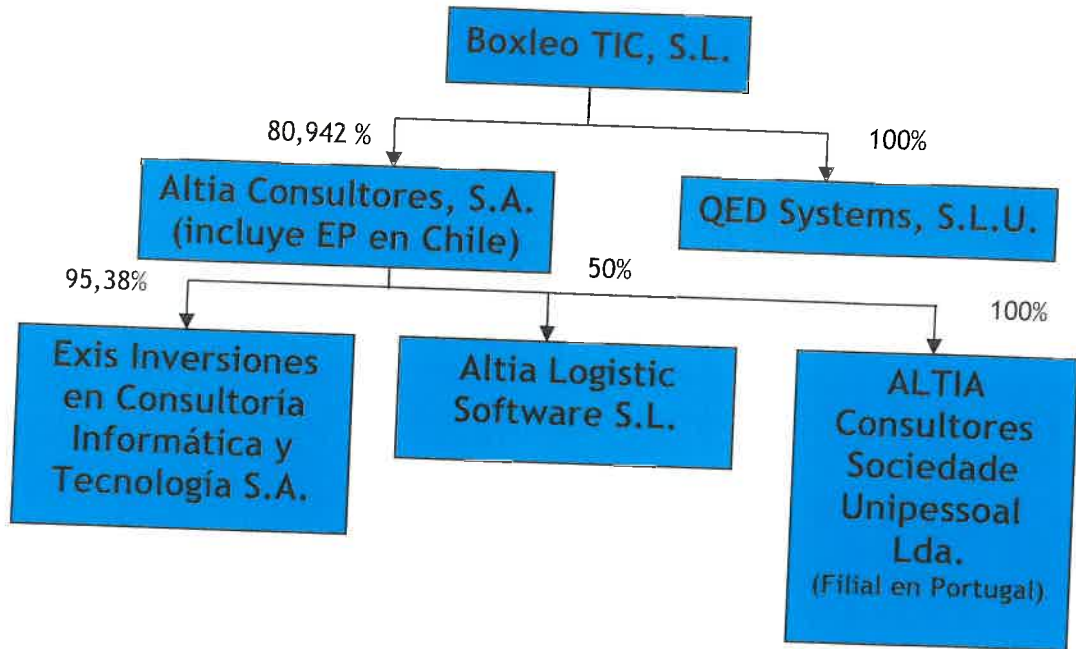 Boxleo TIC, S.L.
80,942 %
100%
Altia Consultores, S.A.
(incluye EP en Chile)
QED Systems, S.L.U.
95,38%
50%
100%
Exis Inversiones
en Consultoría
Informática y
Tecnología S.A.
Altia Logistic
Software S.L.
ALTIA
Consultores
Sociedade
Unipessoal
Lda.
(Filial en Portugal)